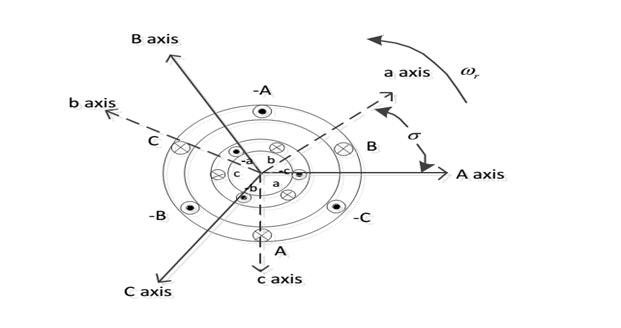 B axis
-A
a axis
ωr
b axis
C
B
σ
-a
b
c
-c
a
A axis
-b
-B
-C
A
c axis
C axis